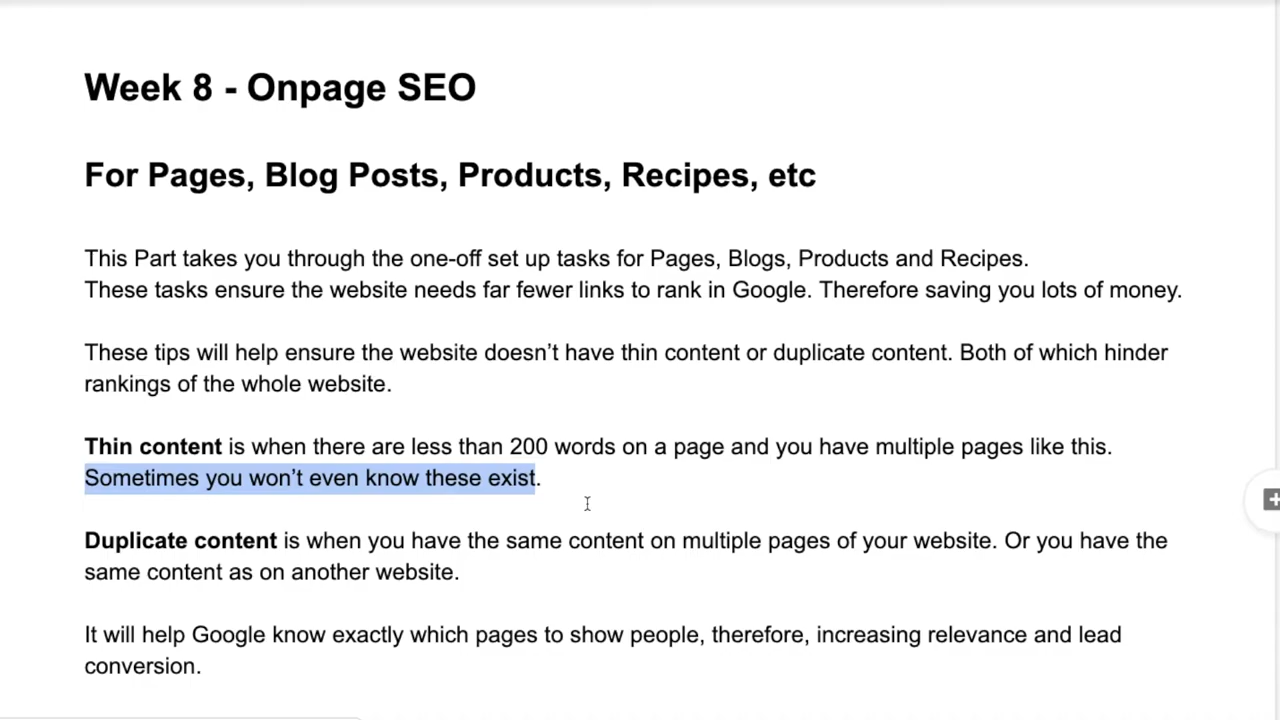 Week 8 - Onpage SEO
For Pages, Blog Posts, Products, Recipes, etc
This Part takes you through the one-off set up tasks for Pages, Blogs, Products and Recipes.
These tasks ensure the website needs far fewer links to rank in Google. Therefore saving you lots of money.
These tips will help ensure the website doesn’t have thin content or duplicate content. Both of which hinder
rankings of the whole website.
Thin content is when there are less than 200 words on a page and you have multiple pages like this.
Sometimes you won’t even know these exist.
Duplicate content is when you have the same content on multiple pages of your website. Or you have the
same content as on another website.
It will help Google know exactly which pages to show people, therefore, increasing relevance and lead
conversion.